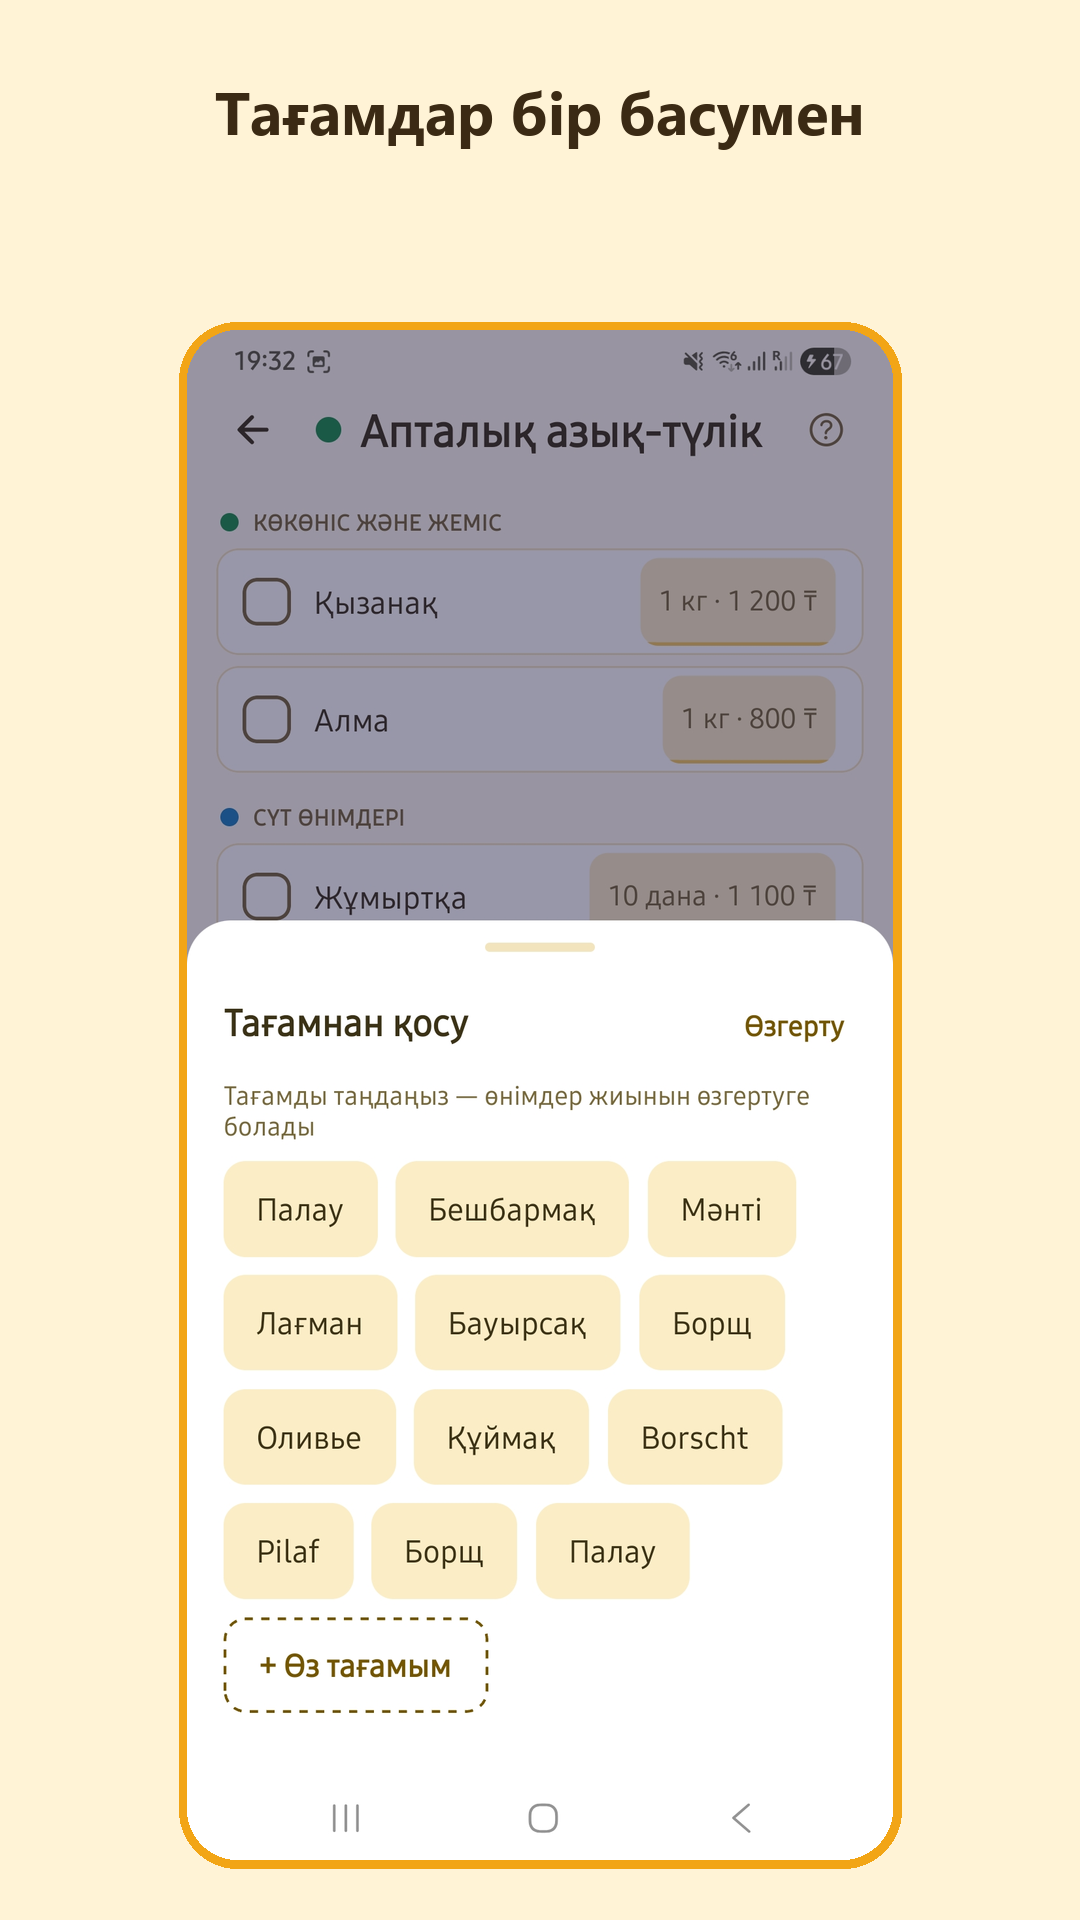 Тағамдар бір басумен
19:32
67
Апталық азық-түлік
КӨКӨНІС ЖӘНЕ ЖЕМІС
Қызанақ
1 кг · 1 200 ₸
Алма
1 кг · 800 ₸
СҮТ ӨНІМДЕРІ
Жұмыртқа
10 дана · 1 100 ₸
Тағамнан қосу
Өзгерту
Тағамды таңдаңыз — өнімдер жиынын өзгертуге
болады
Палау
Бешбармақ
Мәнті
Лағман
Бауырсақ
Борщ
Оливье
Құймақ
Borscht
Pilaf
Борщ
Палау
+ Өз тағамым